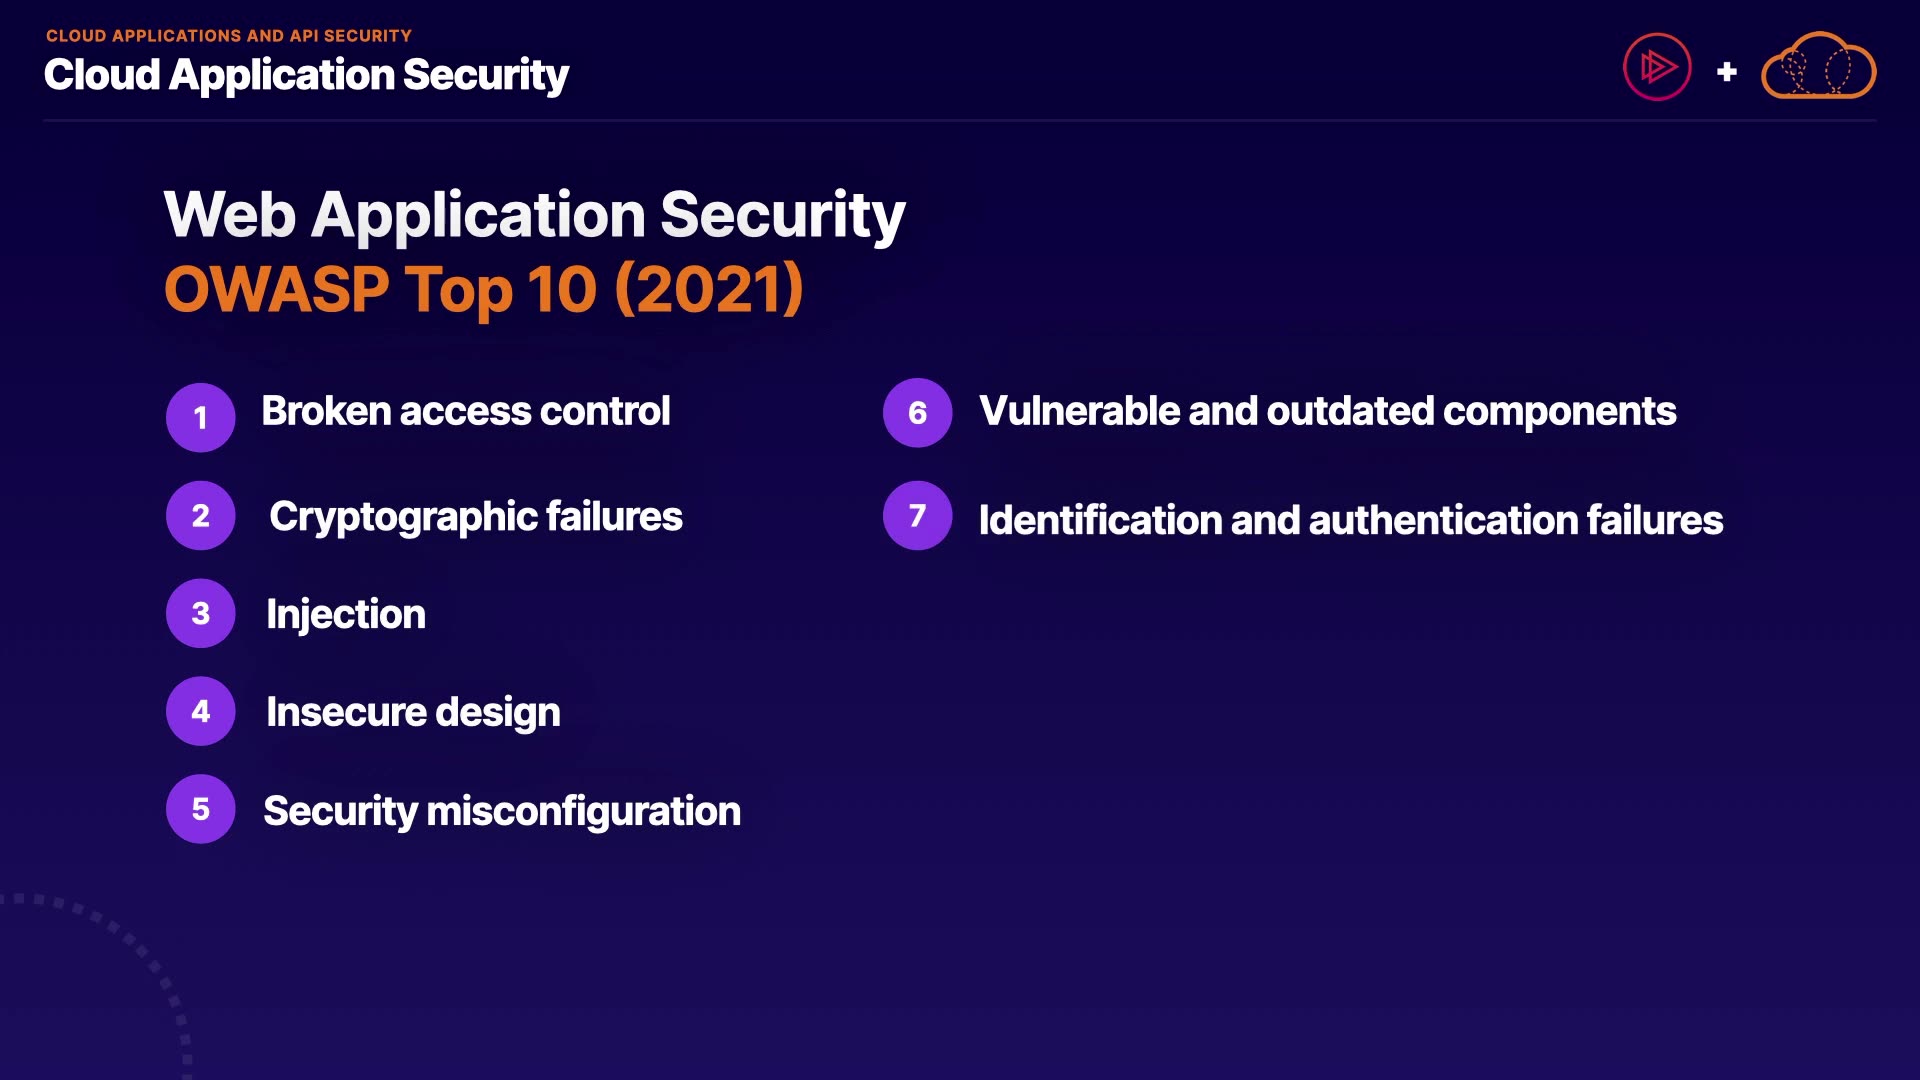 CLOUD APPLICATIONS AND API SECURITY
Cloud Application Security
+
Web Application Security
OWASP Top 10 (2021)
1 Broken access control
2 Cryptographic failures
3 Injection
4 Insecure design
5 Security misconfiguration
6 Vulnerable and outdated components
7 Identification and authentication failures